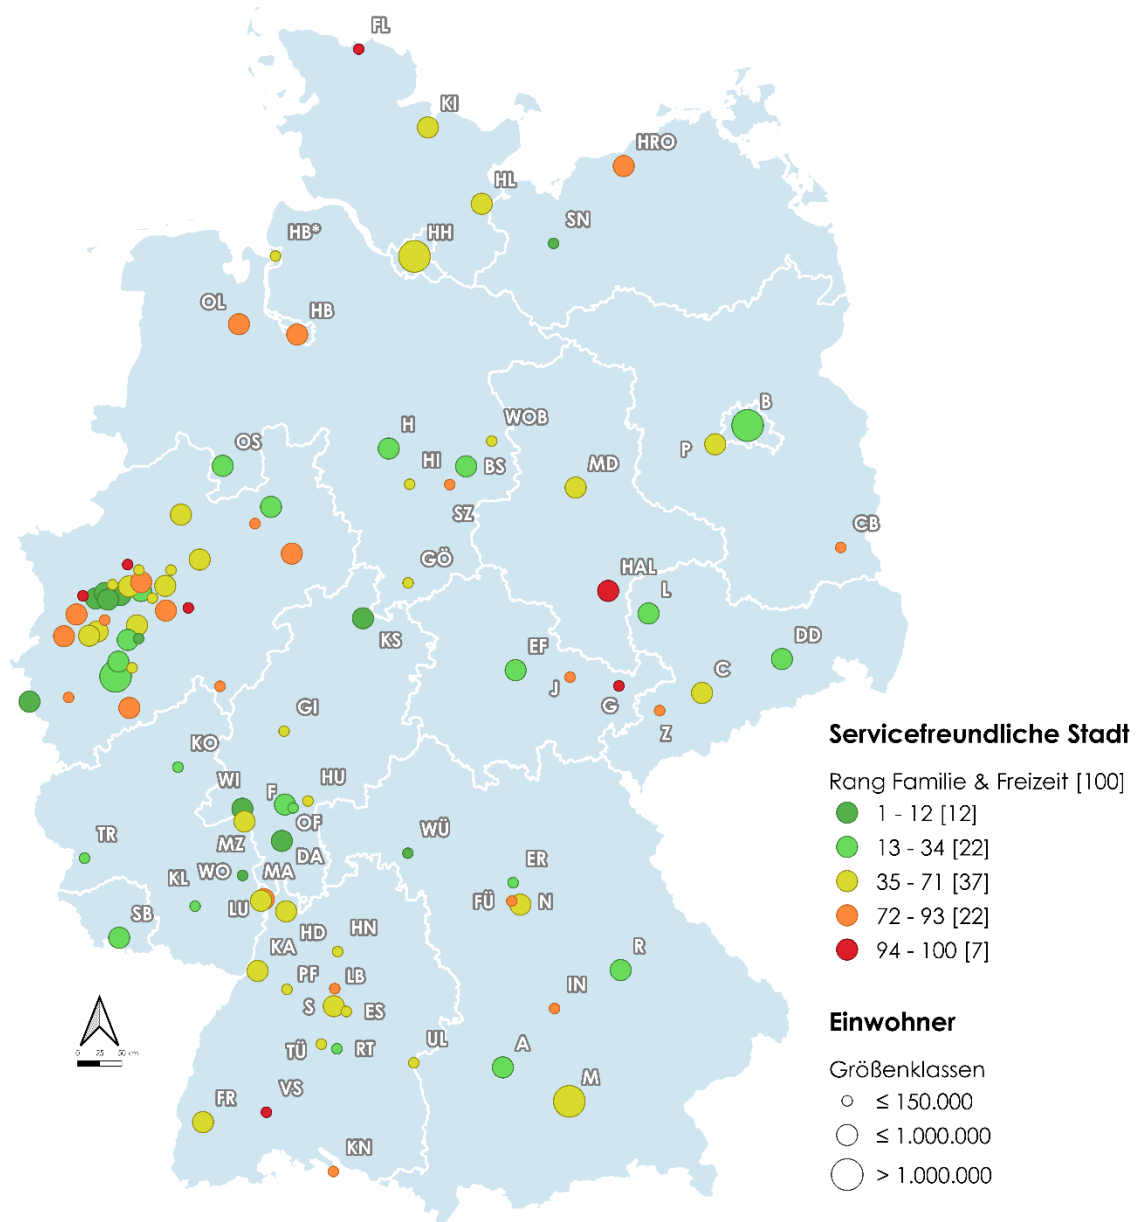 FL
KI
HRO
HL
SN
HB*
HH
OL
HB
B
WOB
H
OS
P
HI
BS
MD
SZ
CB
GÖ
HAL
L
KS
EF
DD
C
J
G
Z
GI
KO
WI
F
HU
OF
MZ
DA
WÜ
TR
ER
KL
WO
MA
FÜ
N
SB
LU
HD
HN
R
KA
PF
LB
IN
S
ES
TÜ
RT
UL
A
VS
M
FR
KN
0 25 50 cm
Servicefreundliche Stadt
Rang Familie & Freizeit [100]
1 - 12 [12]
13 - 34 [22]
35 - 71 [37]
72 - 93 [22]
94 - 100 [7]
Einwohner
Größenklassen
≤ 150.000
≤ 1.000.000
> 1.000.000